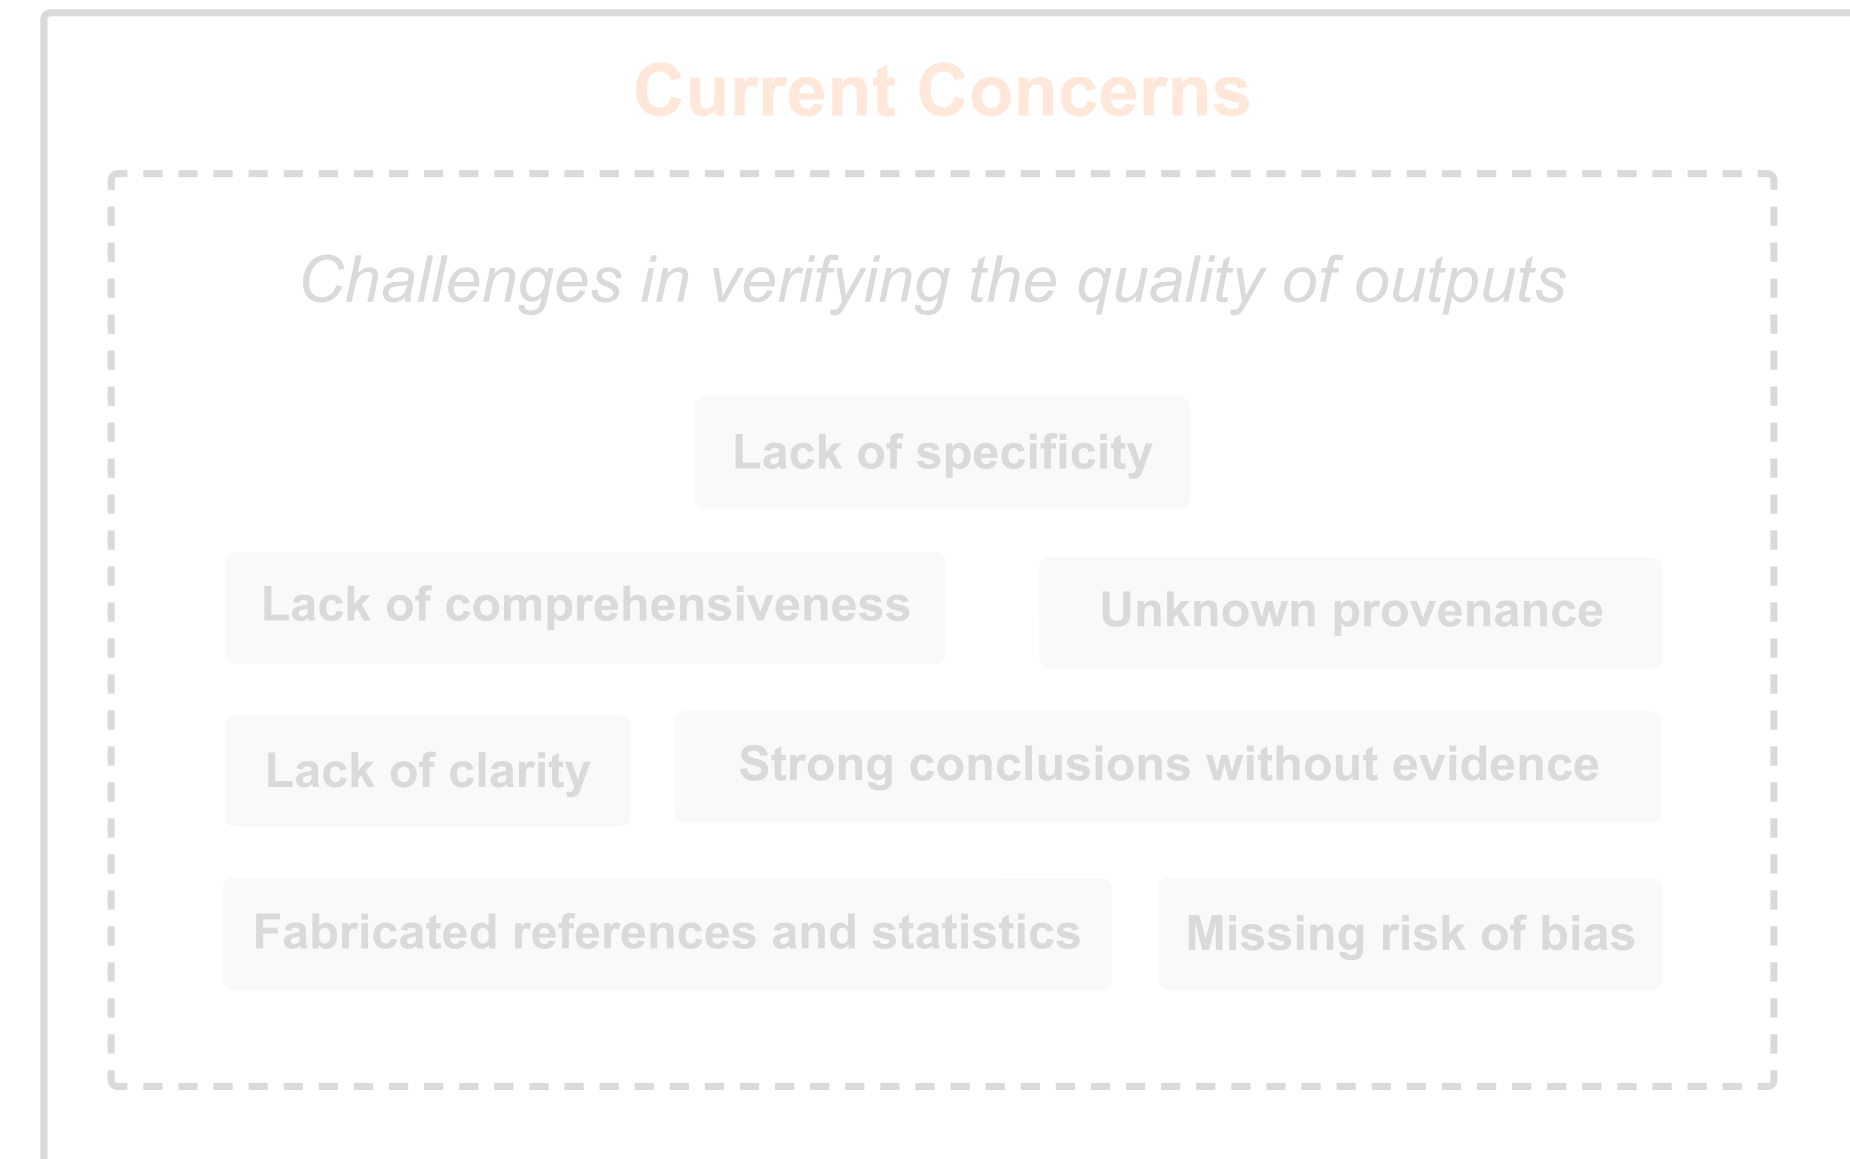 Current Concerns
Challenges in verifying the quality of outputs
Lack of specificity
Lack of comprehensiveness
Unknown provenance
Lack of clarity
Strong conclusions without evidence
Fabricated references and statistics
Missing risk of bias